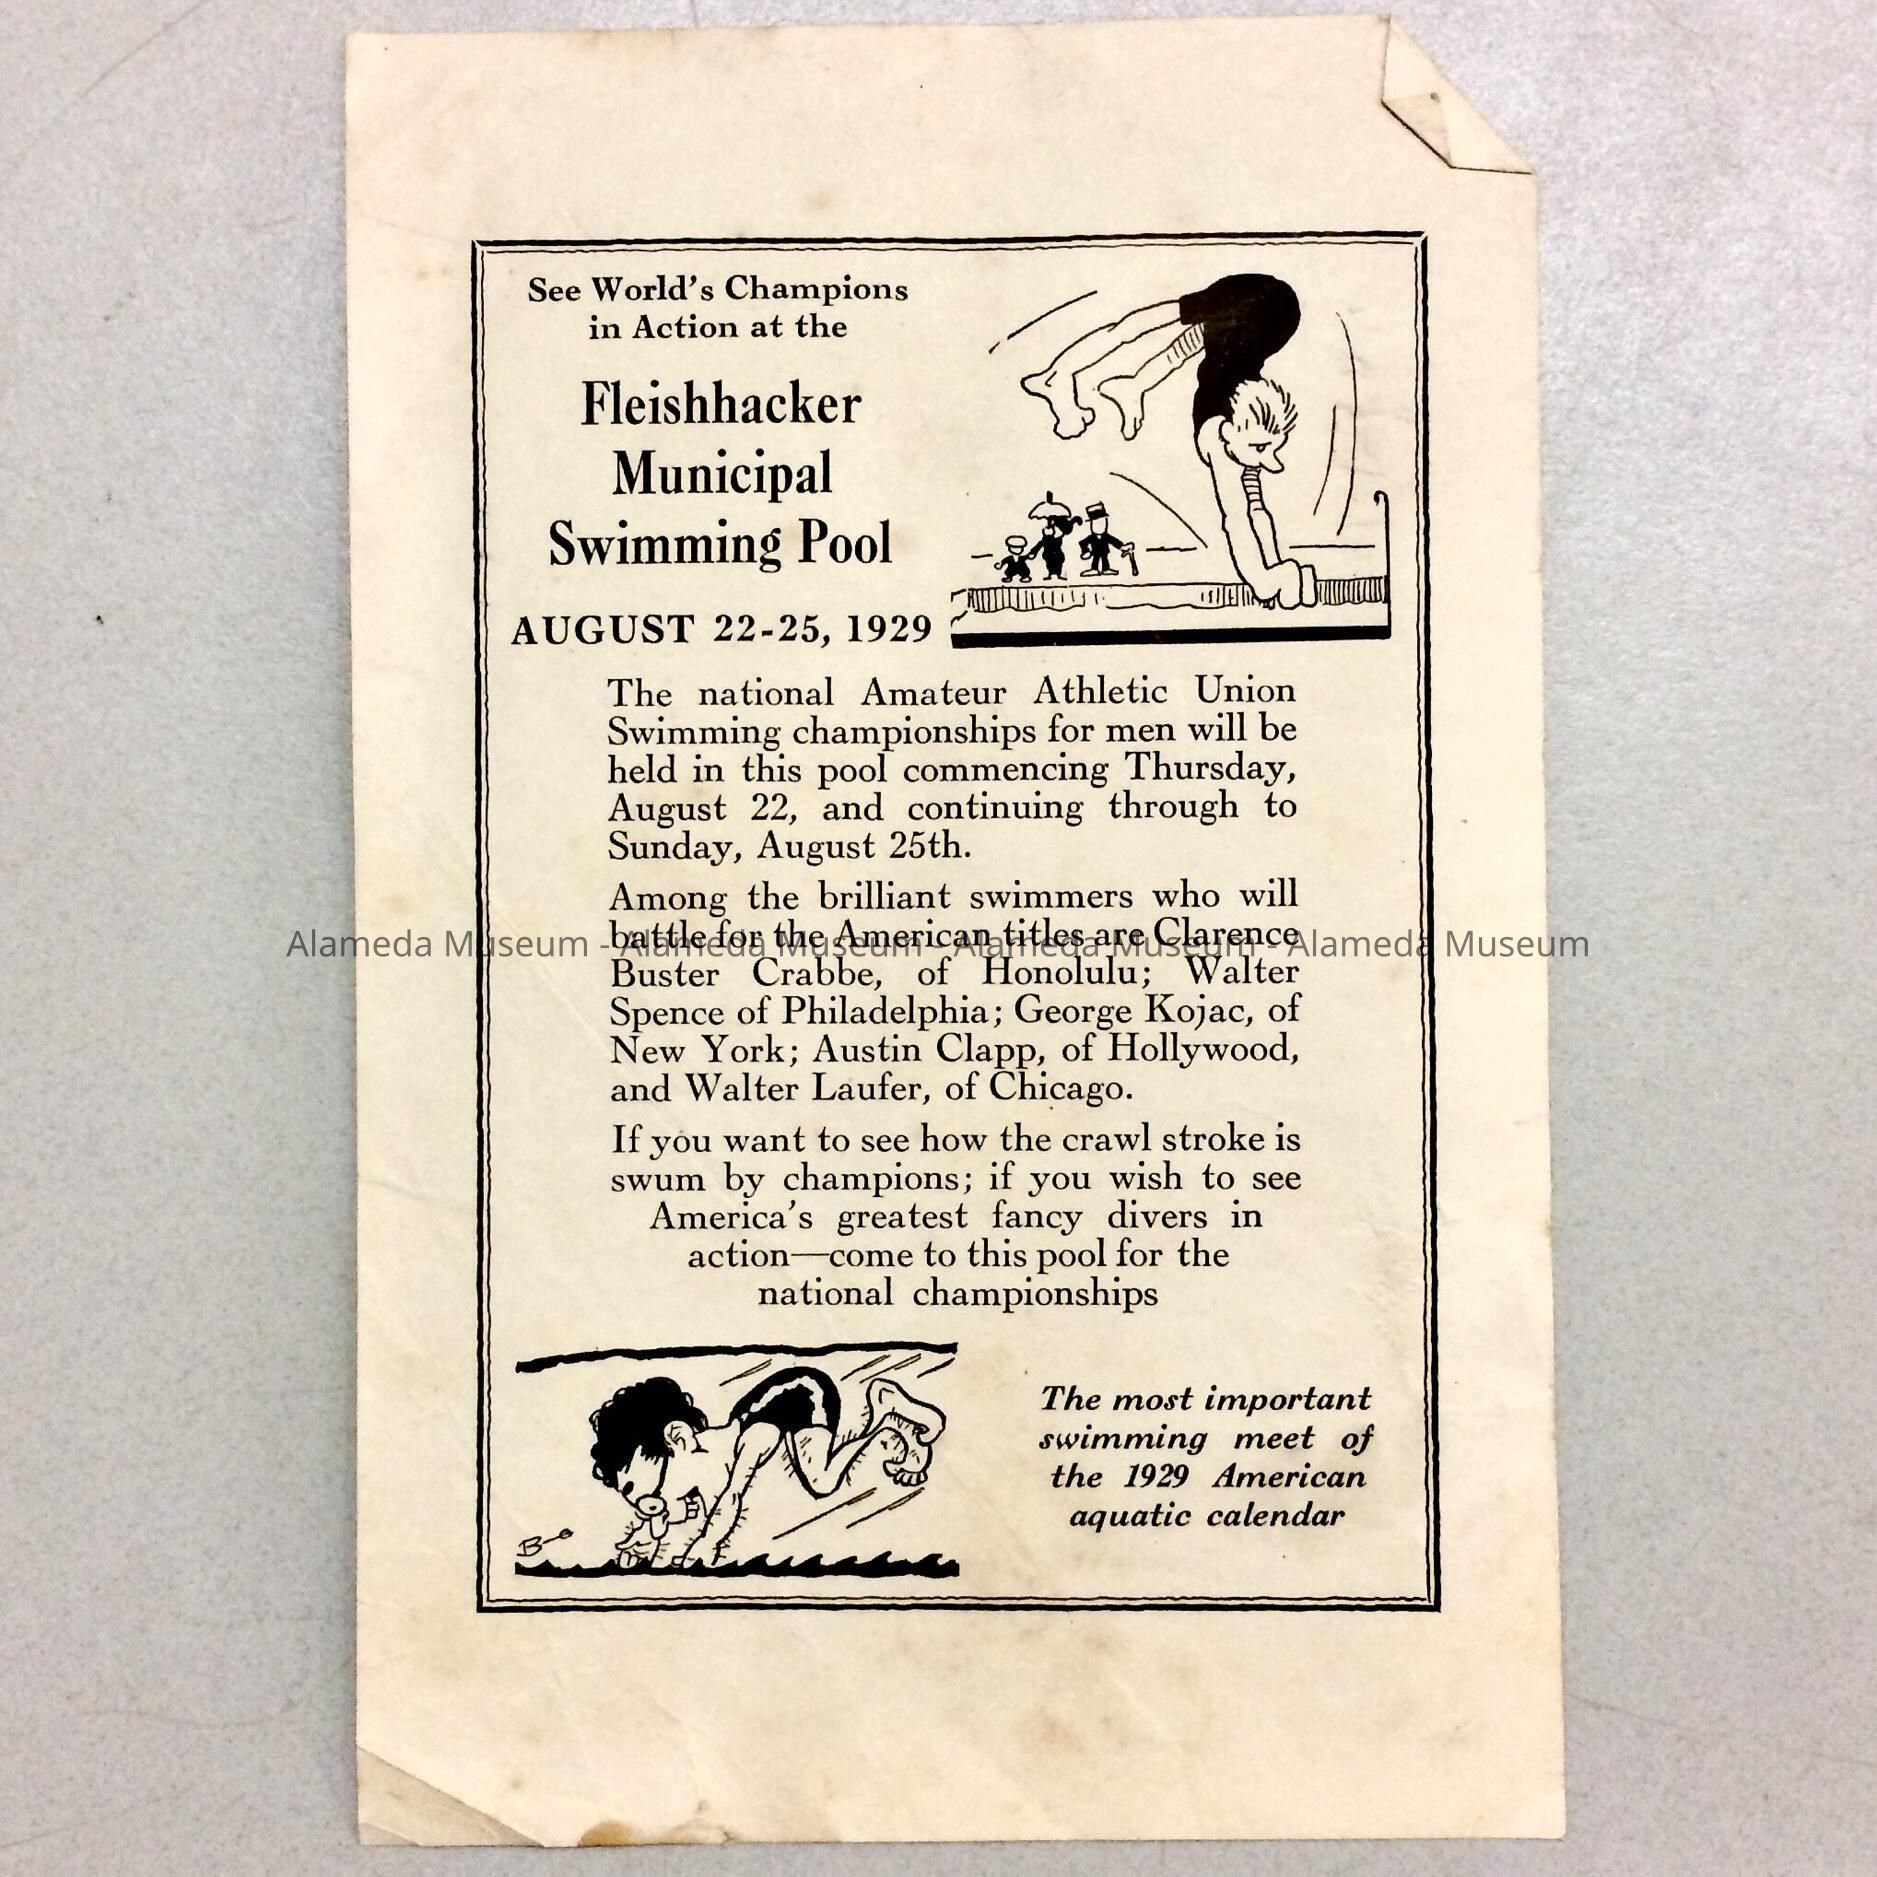 See World's Champions
in Action at the
Fleishhacker
Municipal
Swimming Pool
AUGUST 22-25, 1929
The national Amateur Athletic Union
Swimming championships for men will be
held in this pool commencing Thursday,
August 22, and continuing through to
Sunday, August 25th.
Among the brilliant swimmers who will
battle for the American titles are Clarence
Alameda Museum - Alameda Museum - Alameda Museum - Alameda Museum
Buster Crabbe, of Honolulu; Walter
Spence of Philadelphia; George Kojac, of
New York; Austin Clapp, of Hollywood,
and Walter Laufer, of Chicago.
If you want to see how the crawl stroke is
swum by champions; if you wish to see
America's greatest fancy divers in
action—come to this pool for the
national championships
The most important
swimming meet of
the 1929 American
aquatic calendar